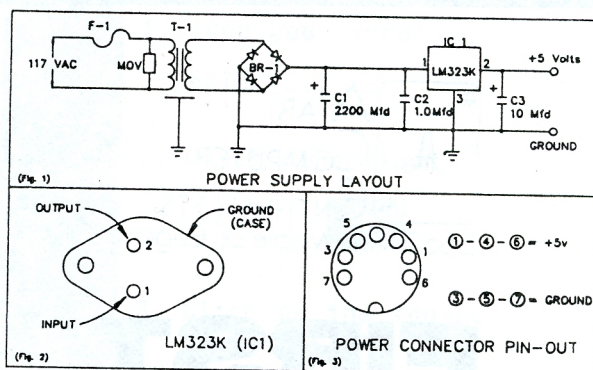 F-1
T-1
117 VAC
MOV
BR-1
+
C1
2200 Mfd
C2
1.0Mfd
IC 1
1
LM323K
2
3
+
C3
10 Mfd
+5 Volts
GROUND
(Fig. 1)
POWER SUPPLY LAYOUT
OUTPUT
2
GROUND
(CASE)
1
INPUT
LM323K (IC1)
(Fig. 2)
5
4
3
1
7
6
①-④-⑥= +5v
③-⑤-⑦= GROUND
POWER CONNECTOR PIN-OUT
(Fig. 3)